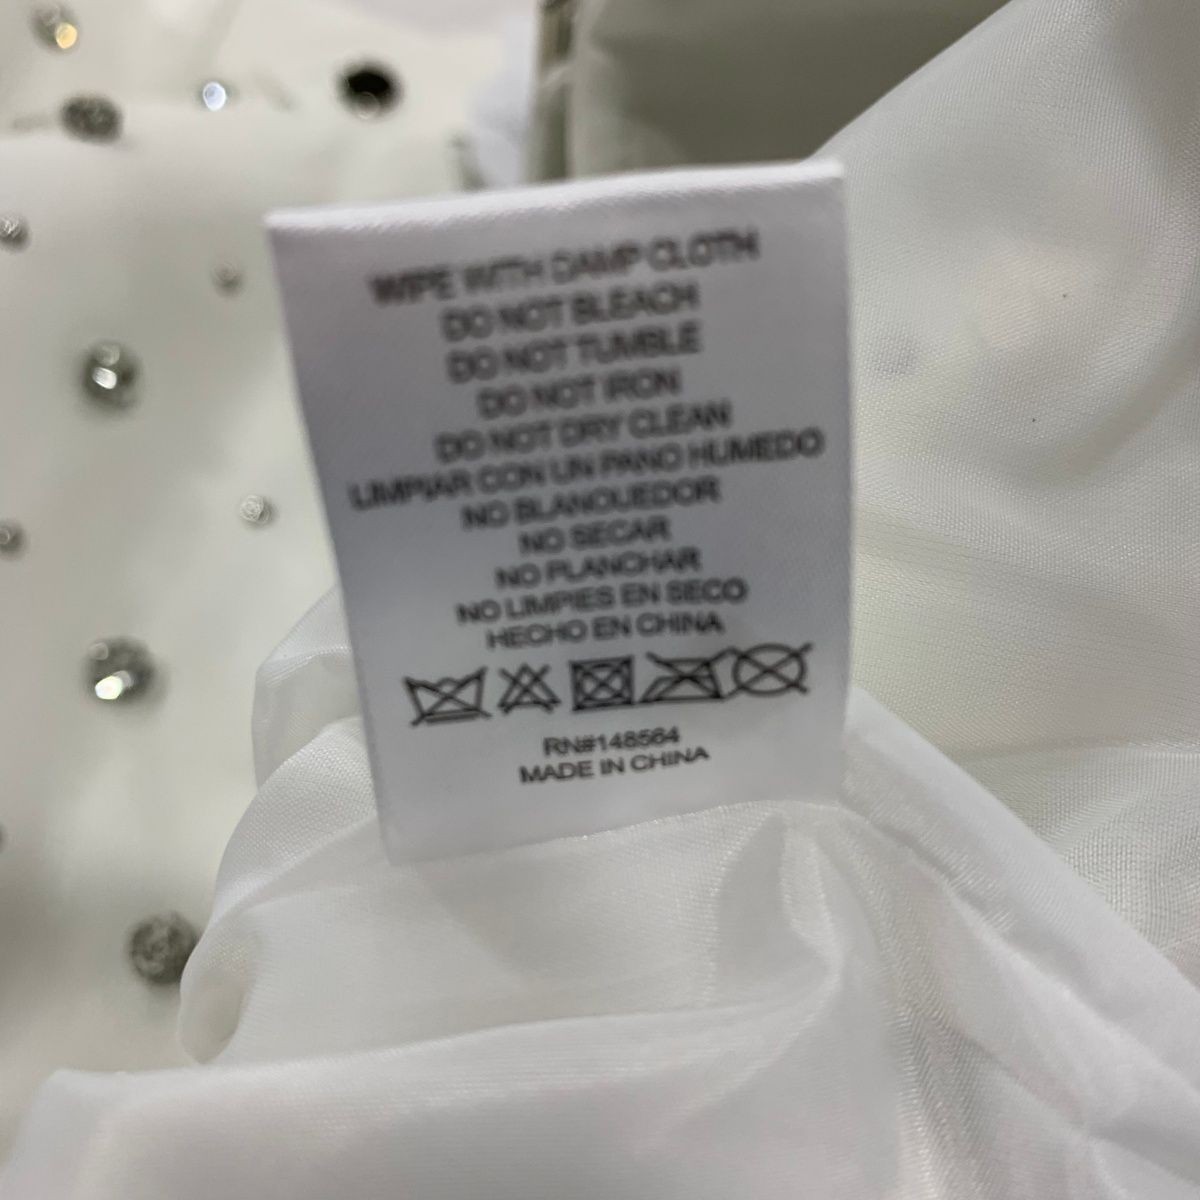 WIPE WITH DAMP CLOTH
DO NOT BLEACH
DO NOT TUMBLE
DO NOT IRON
DO NOT DRY CLEAN
LIMPIAR CON UN PANO HUMEDO
NO BLANQUEDOR
NO SECAR
NO PLANCHAR
NO LIMPIES EN SECO
HECHO EN CHINA
RN#148564
MADE IN CHINA